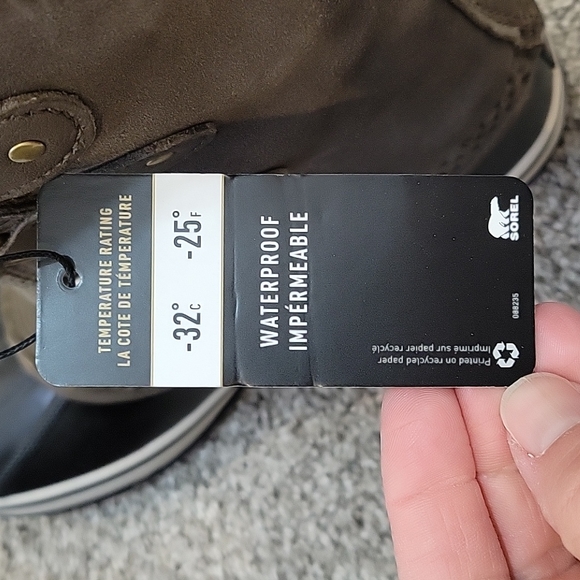 TEMPERATURE RATING
LA COTE DE TEMPÉRATURE
-32°C -25°F
WATERPROOF
IMPÉRMEABLE
Printed on recycled paper
Imprimé sur papier recyclé
088235
SOREL